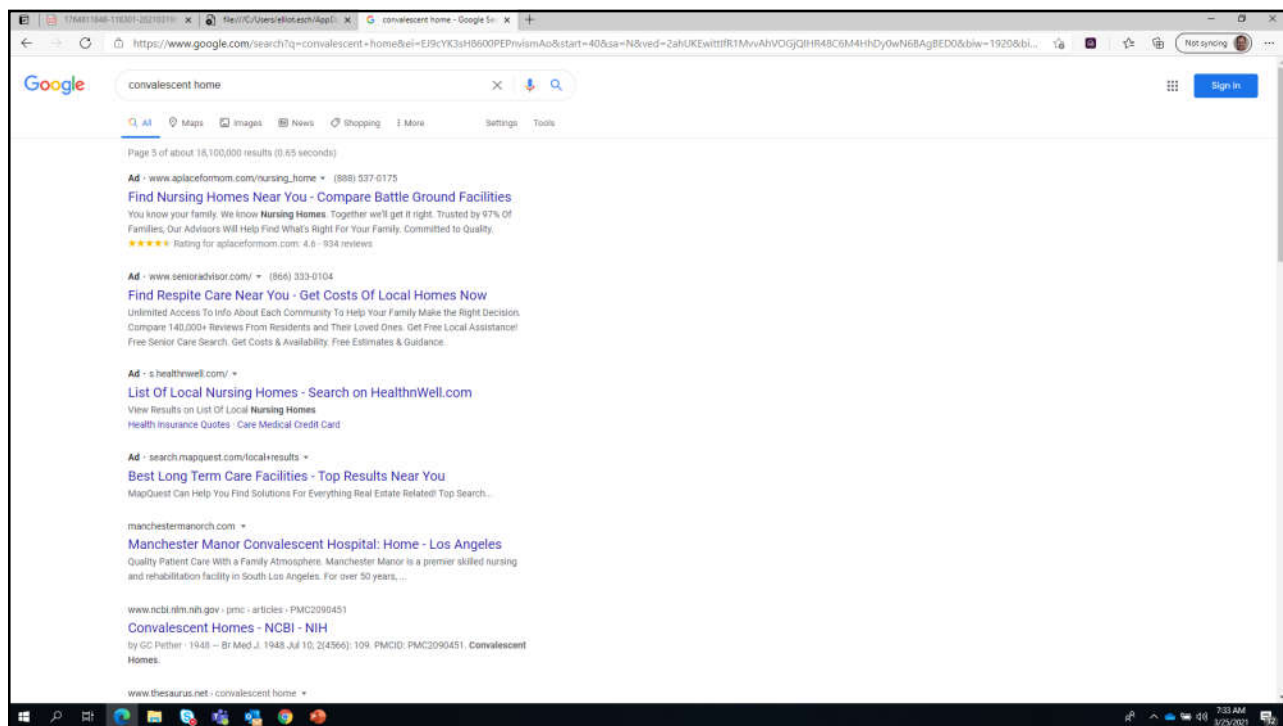 1764811646-118301-20210319
file:///C:/Users/elliot.esch/AppD
convalescent home - Google Se
https://www.google.com/search?q=convalescent+home&ei=
Not syncing
Google
convalescent home
Sign in
All Maps Images News Shopping More Settings Tools
Page 5 of about 18,100,000 results (0.65 seconds)
Ad · www.aplaceformom.com/nursing_home (888) 537-0175
Find Nursing Homes Near You - Compare Battle Ground Facilities
You know your family. We know Nursing Homes. Together we'll get it right. Trusted by 97% Of
Families, Our Advisors Will Help Find What's Right For Your Family. Committed to Quality.
Rating for aplaceformom.com: 4.6 - 934 reviews
Ad · www.senioradvisor.com/ (866) 333-0104
Find Respite Care Near You - Get Costs Of Local Homes Now
Unlimited Access To Info About Each Community To Help Your Family Make the Right Decision.
Compare 140,000+ Reviews From Residents and Their Loved Ones. Get Free Local Assistance!
Free Senior Care Search. Get Costs & Availability. Free Estimates & Guidance.
Ad · s.healthnwell.com/
List Of Local Nursing Homes - Search on HealthnWell.com
View Results on List Of Local Nursing Homes
Health Insurance Quotes · Care Medical Credit Card
Ad · search.mapquest.com/local+results
Best Long Term Care Facilities - Top Results Near You
MapQuest Can Help You Find Solutions For Everything Real Estate Related! Top Search...
manchestermanorch.com
Manchester Manor Convalescent Hospital: Home - Los Angeles
Quality Patient Care With a Family Atmosphere. Manchester Manor is a premier skilled nursing
and rehabilitation facility in South Los Angeles. For over 50 years, ...
www.ncbi.nlm.nih.gov › pmc › articles › PMC2090451
Convalescent Homes - NCBI - NIH
by GC Pether · 1948 — Br Med J. 1948 Jul 10; 2(4566): 109. PMCID: PMC2090451. Convalescent
Homes.
www.thesaurus.net › convalescent home
7:33 AM
3/25/2021